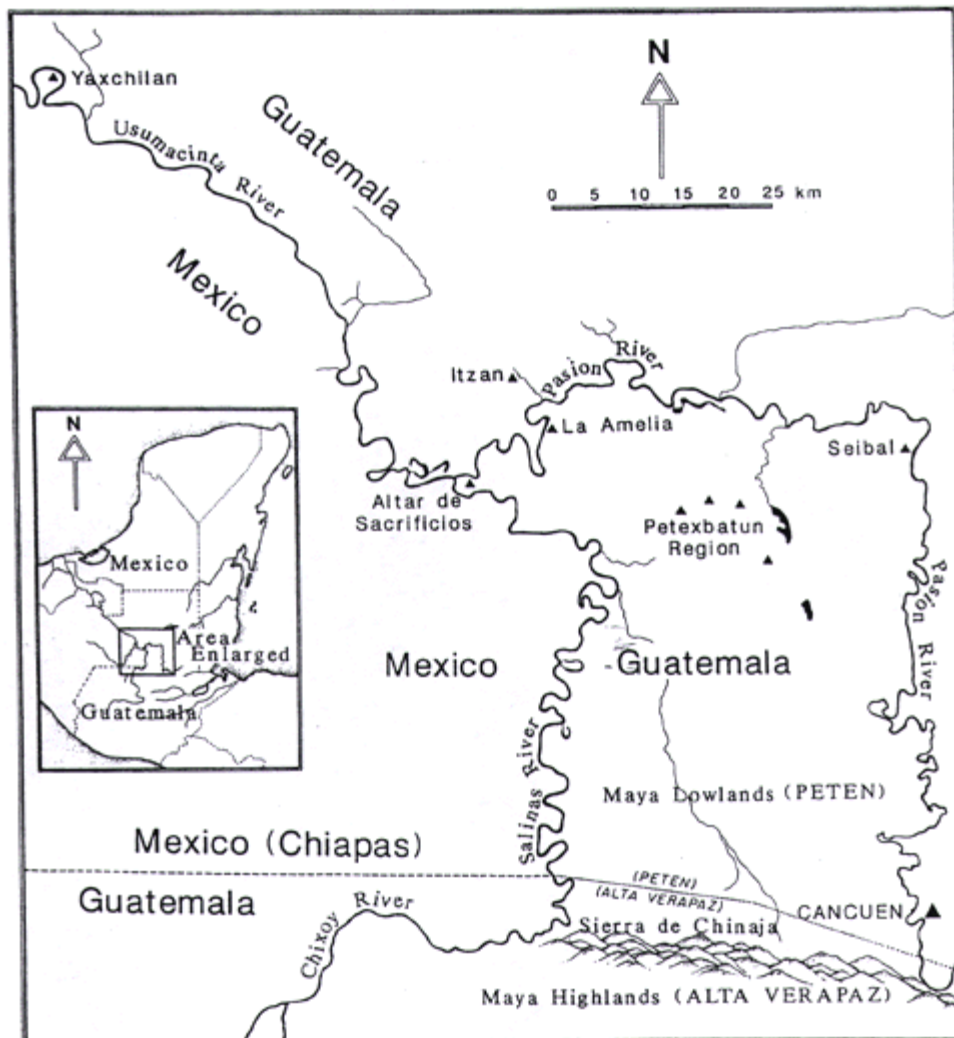 Yaxchilan
Usumacinta River
Guatemala
N
0 5 10 15 20 25 km
Mexico
Itzan
Pasion River
La Amelia
Seibal
Altar de
Sacrificios
Petexbatun
Region
N
Mexico
Area
Enlarged
Guatemala
Pasion River
Mexico
Guatemala
Salinas River
Maya Lowlands (PETEN)
Mexico (Chiapas)
(PETEN)
(ALTA VERAPAZ)
Guatemala
Chixoy River
CANCUEN
Sierra de Chinaja
Maya Highlands (ALTA VERAPAZ)